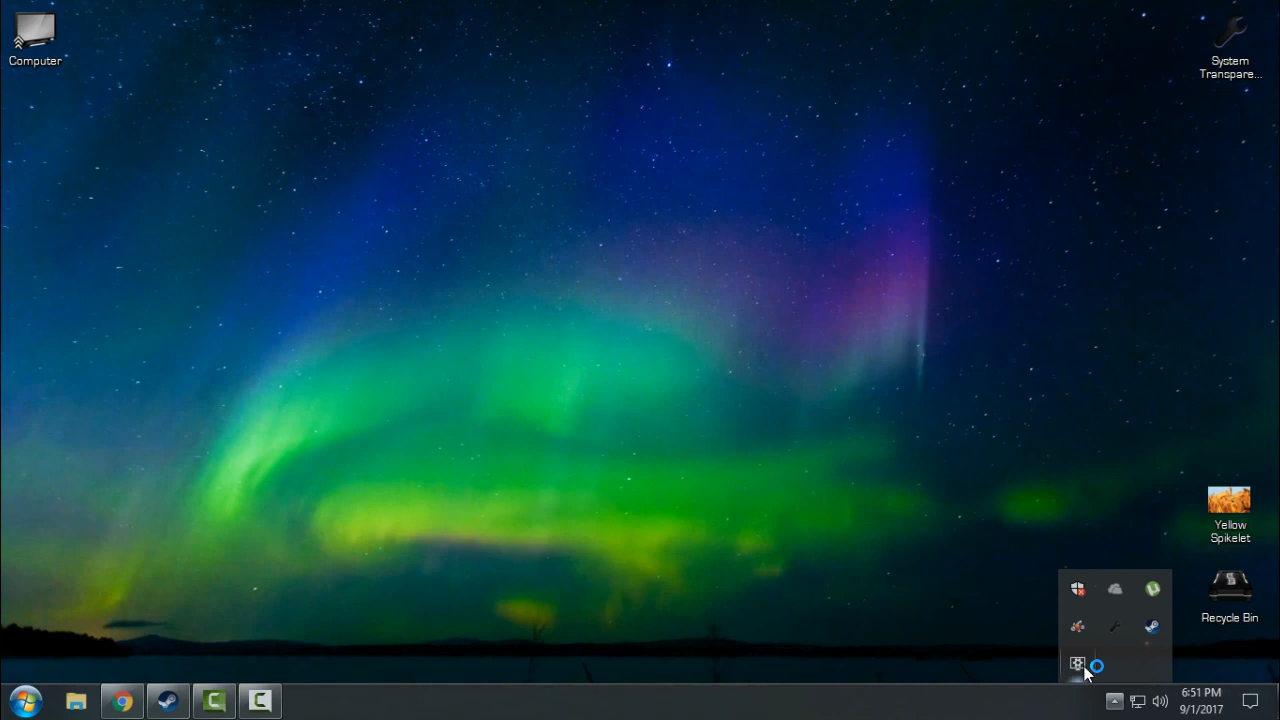 Computer
System
Transpare...
Yellow
Spikelet
Recycle Bin
6:51 PM
9/1/2017